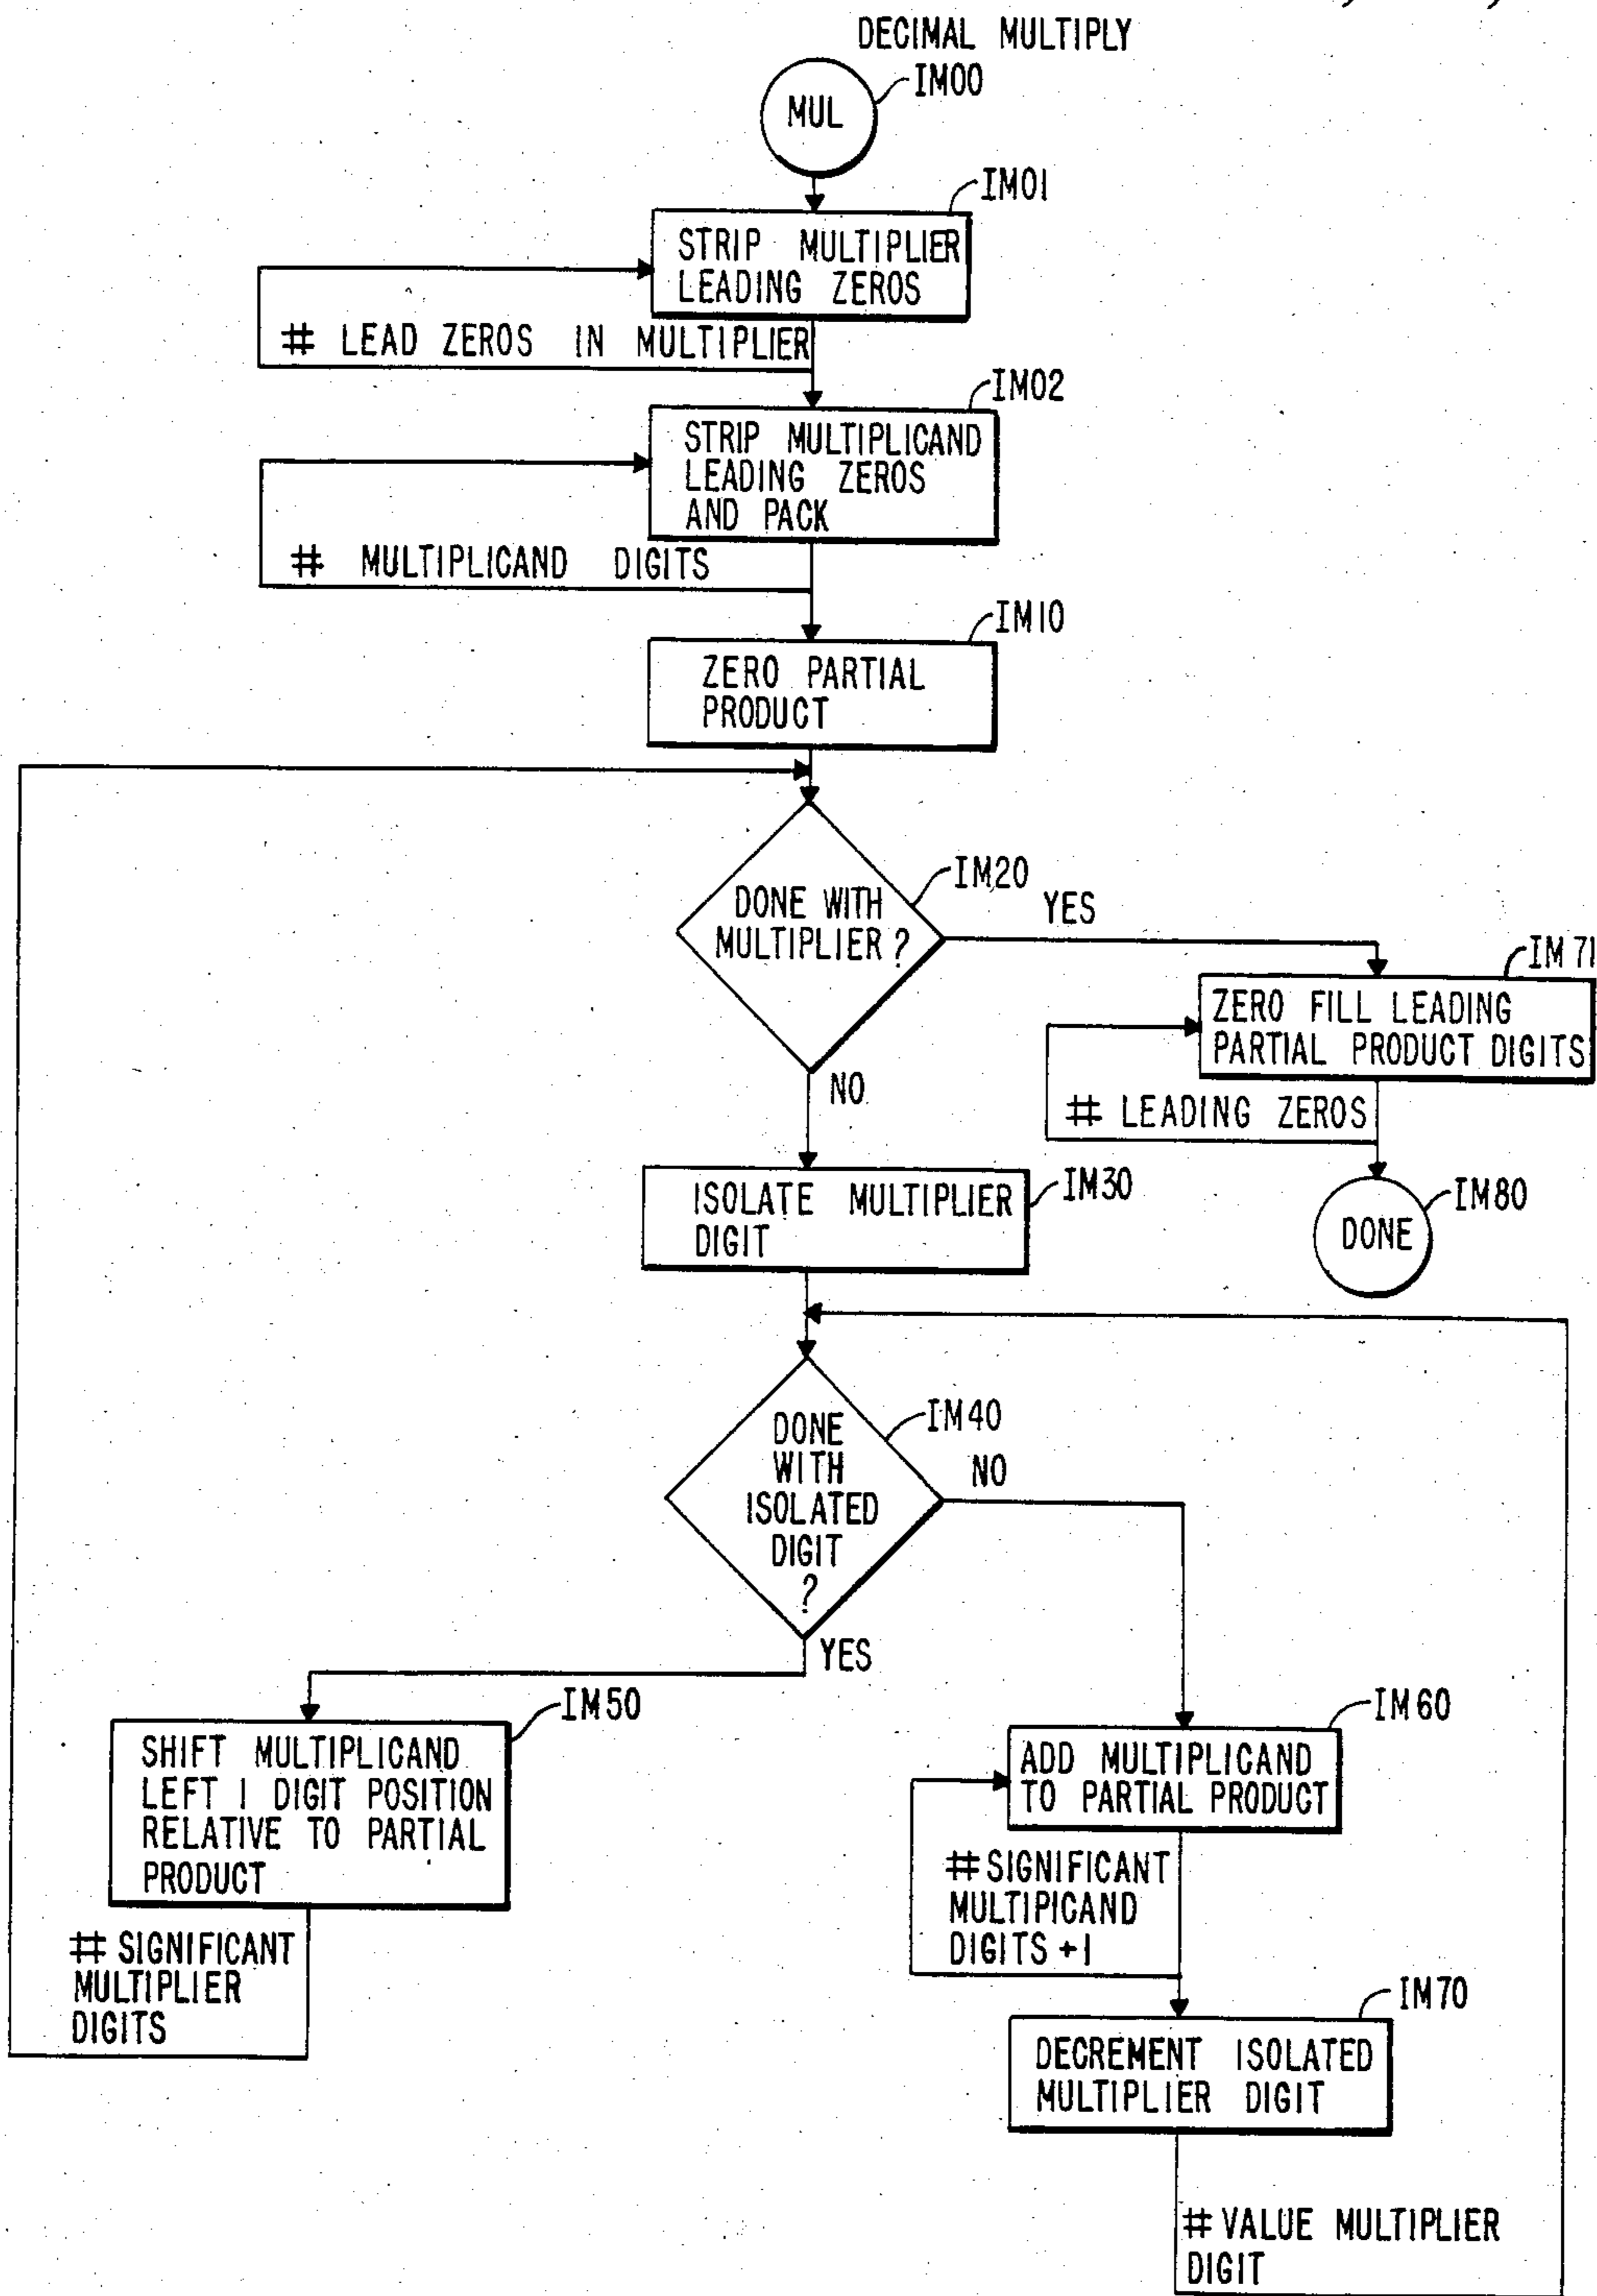 DECIMAL MULTIPLY
IM00
MUL
IM01
STRIP MULTIPLIER
LEADING ZEROS
# LEAD ZEROS IN MULTIPLIER
IM02
STRIP MULTIPLICAND
LEADING ZEROS
AND PACK
# MULTIPLICAND DIGITS
IM10
ZERO PARTIAL
PRODUCT
IM20
DONE WITH
MULTIPLIER ?
YES
IM 71
ZERO FILL LEADING
PARTIAL PRODUCT DIGITS
NO
# LEADING ZEROS
IM30
ISOLATE MULTIPLIER
DIGIT
IM80
DONE
IM40
DONE
WITH
ISOLATED
DIGIT
?
NO
YES
IM50
SHIFT MULTIPLICAND
LEFT 1 DIGIT POSITION
RELATIVE TO PARTIAL
PRODUCT
IM60
ADD MULTIPLICAND
TO PARTIAL PRODUCT
# SIGNIFICANT
MULTIPICAND
DIGITS +1
# SIGNIFICANT
MULTIPLIER
DIGITS
IM70
DECREMENT ISOLATED
MULTIPLIER DIGIT
# VALUE MULTIPLIER
DIGIT